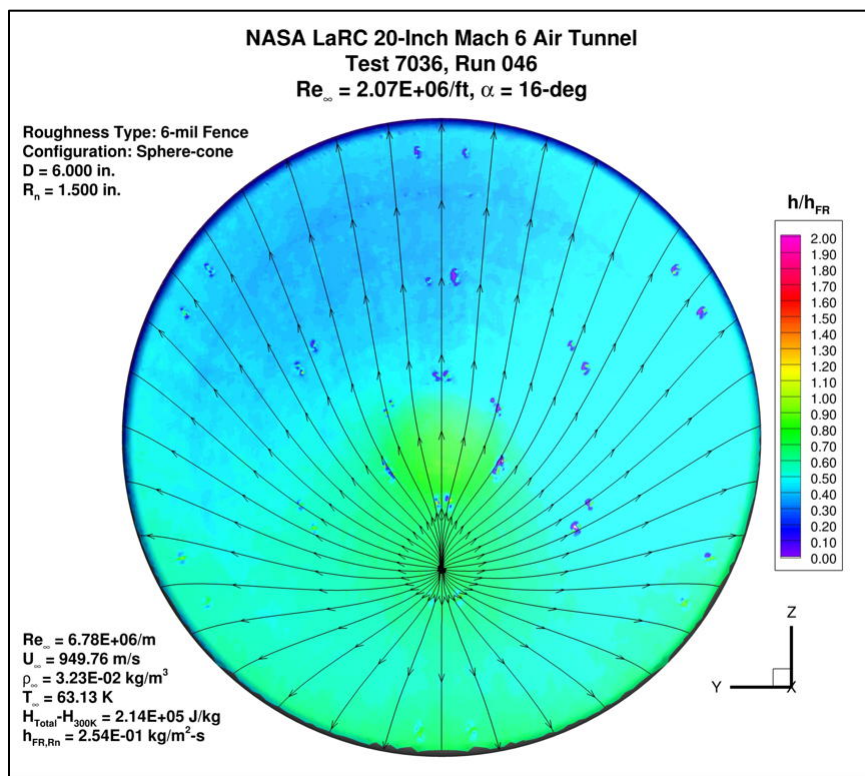 NASA LaRC 20-Inch Mach 6 Air Tunnel
Test 7036, Run 046
Re∞ = 2.07E+06/ft, α = 16-deg
Roughness Type: 6-mil Fence
Configuration: Sphere-cone
D = 6.000 in.
Rn = 1.500 in.
h/hFR
2.00
1.90
1.80
1.70
1.60
1.50
1.40
1.30
1.20
1.10
1.00
0.90
0.80
0.70
0.60
0.50
0.40
0.30
0.20
0.10
0.00
Z
Y
X
Re∞ = 6.78E+06/m
U∞ = 949.76 m/s
ρ∞ = 3.23E-02 kg/m³
T∞ = 63.13 K
HTotal-H300K = 2.14E+05 J/kg
hFR,Rn = 2.54E-01 kg/m²-s